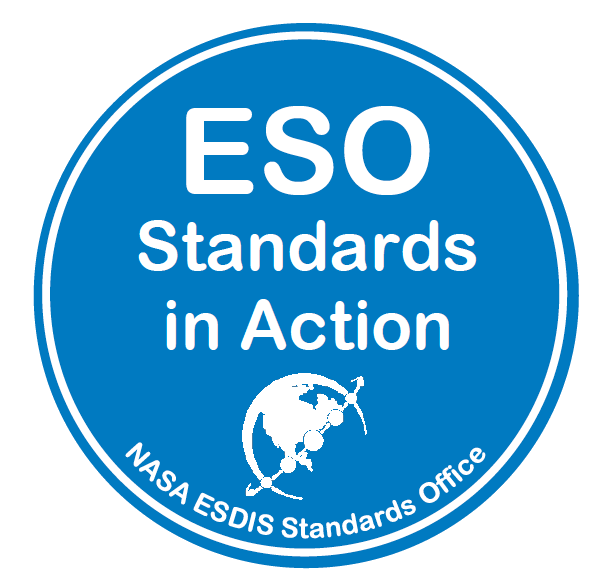 ESO
Standards
in Action
NASA ESDIS Standards Office